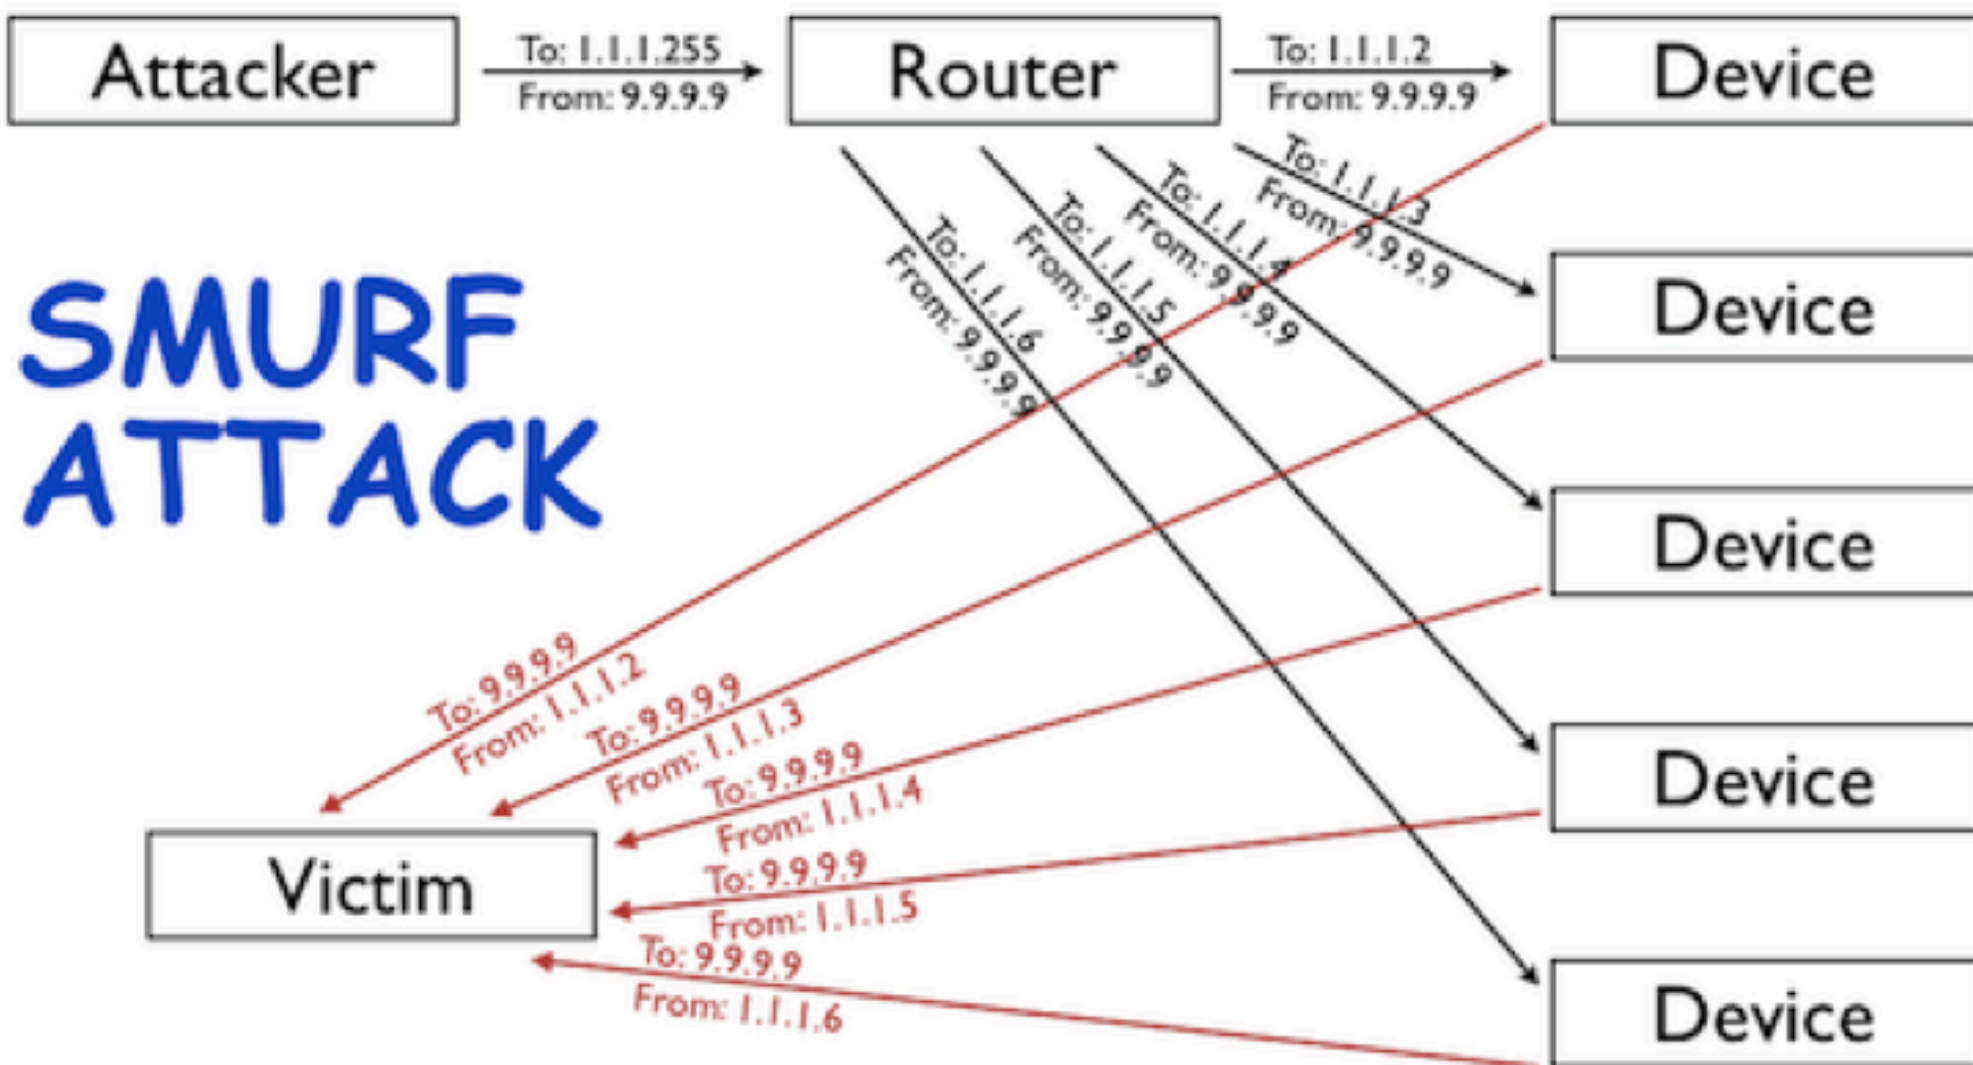 Attacker
To: 1.1.1.255
From: 9.9.9.9
Router
To: 1.1.1.2
From: 9.9.9.9
Device
To: 1.1.1.3
From: 9.9.9.9
To: 1.1.1.4
From: 9.9.9.9
To: 1.1.1.5
From: 9.9.9.9
To: 1.1.1.6
From: 9.9.9.9
Device
SMURF
ATTACK
Device
To: 9.9.9.9
From: 1.1.1.2
To: 9.9.9.9
From: 1.1.1.3
To: 9.9.9.9
From: 1.1.1.4
Device
To: 9.9.9.9
From: 1.1.1.5
Victim
To: 9.9.9.9
From: 1.1.1.6
Device